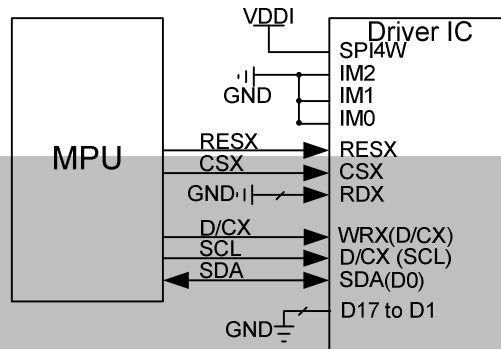 VDDI
Driver IC
SPI4W
IM2
GND
IM1
IM0
MPU
RESX
RESX
CSX
CSX
GND
RDX
D/CX
WRX(D/CX)
SCL
D/CX (SCL)
SDA
SDA(D0)
D17 to D1
GND